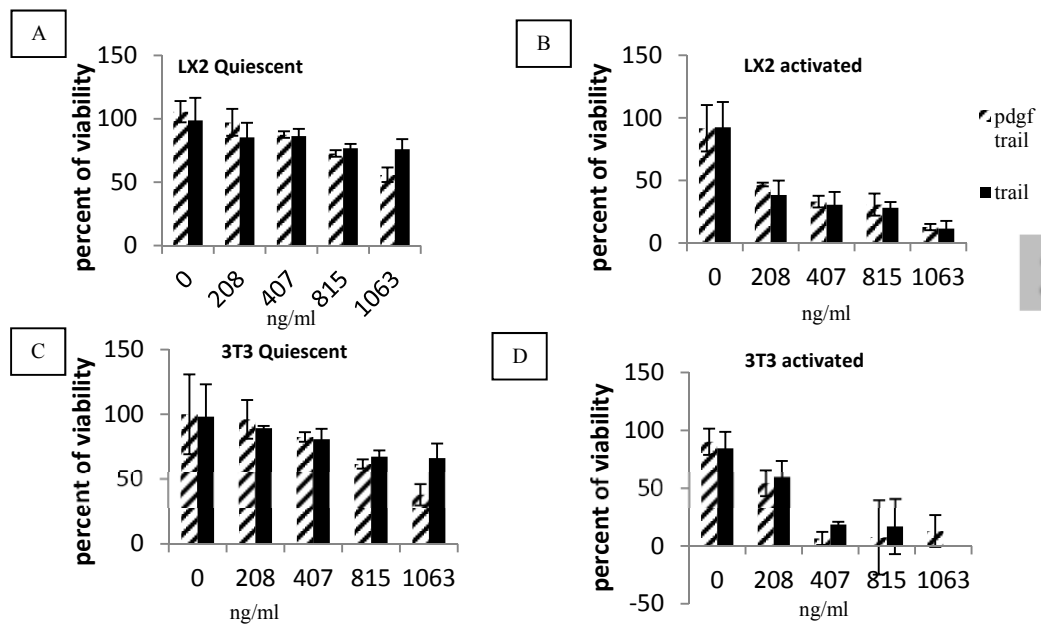 A
LX2 Quiescent
percent of viability
150
100
50
0
0 208 407 815 1063
ng/ml
B
LX2 activated
percent of viability
150
100
50
0
0 208 407 815 1063
ng/ml
pdgf
trail
trail
C
3T3 Quiescent
percent of viability
150
100
50
0
0 208 407 815 1063
ng/ml
D
3T3 activated
percent of viability
150
100
50
0
-50
0 208 407 815 1063
ng/ml